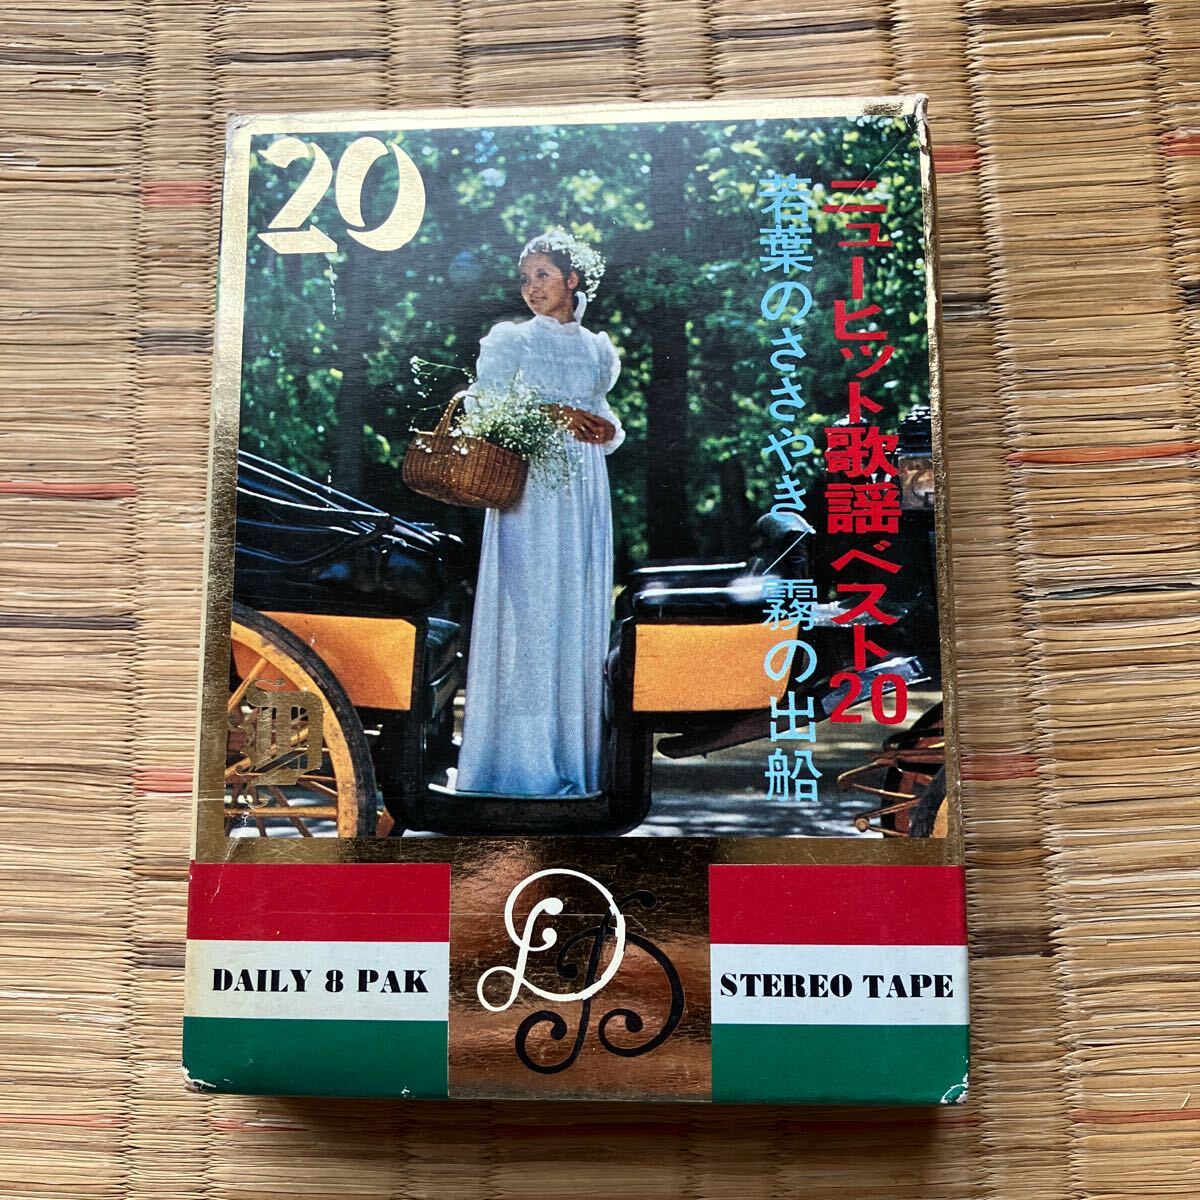 20
ニューヒット歌謡ベスト20
若葉のささやき/霧の出船
DAILY 8 PAK
STEREO TAPE